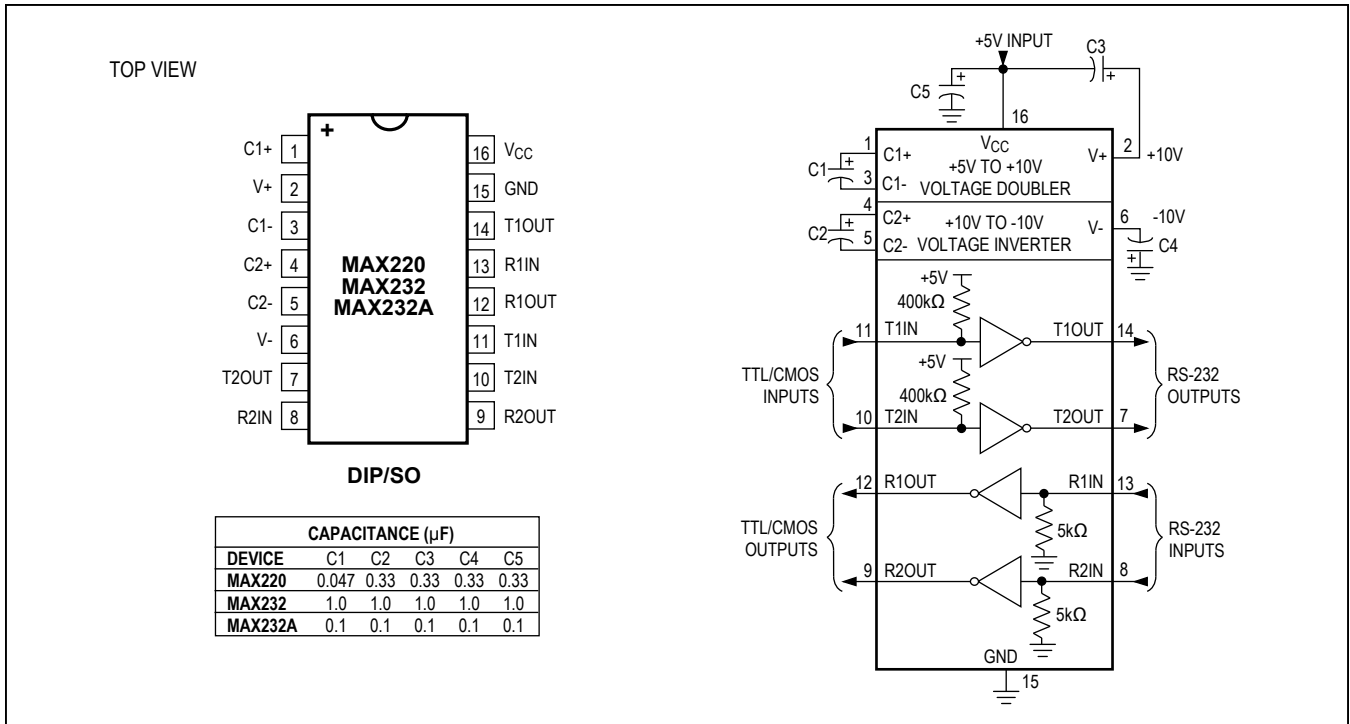 TOP VIEW
+
C1+ 1
V+ 2
C1- 3
C2+ 4
C2- 5
V- 6
T2OUT 7
R2IN 8
MAX220
MAX232
MAX232A
16 VCC
15 GND
14 T1OUT
13 R1IN
12 R1OUT
11 T1IN
10 T2IN
9 R2OUT
DIP/SO
CAPACITANCE (µF)
DEVICE C1 C2 C3 C4 C5
MAX220 0.047 0.33 0.33 0.33 0.33
MAX232 1.0 1.0 1.0 1.0 1.0
MAX232A 0.1 0.1 0.1 0.1 0.1
+5V INPUT
C3
+
C5
+
16
VCC
1
C1+
C1
+
3
C1-
+5V TO +10V
VOLTAGE DOUBLER
V+
2
+10V
4
C2+
C2
+
5
C2-
+10V TO -10V
VOLTAGE INVERTER
V-
6
-10V
C4
+
+5V
400kΩ
11 T1IN
T1OUT 14
+5V
400kΩ
10 T2IN
T2OUT 7
TTL/CMOS
INPUTS
RS-232
OUTPUTS
12 R1OUT
R1IN 13
5kΩ
9 R2OUT
R2IN 8
5kΩ
TTL/CMOS
OUTPUTS
RS-232
INPUTS
GND
15